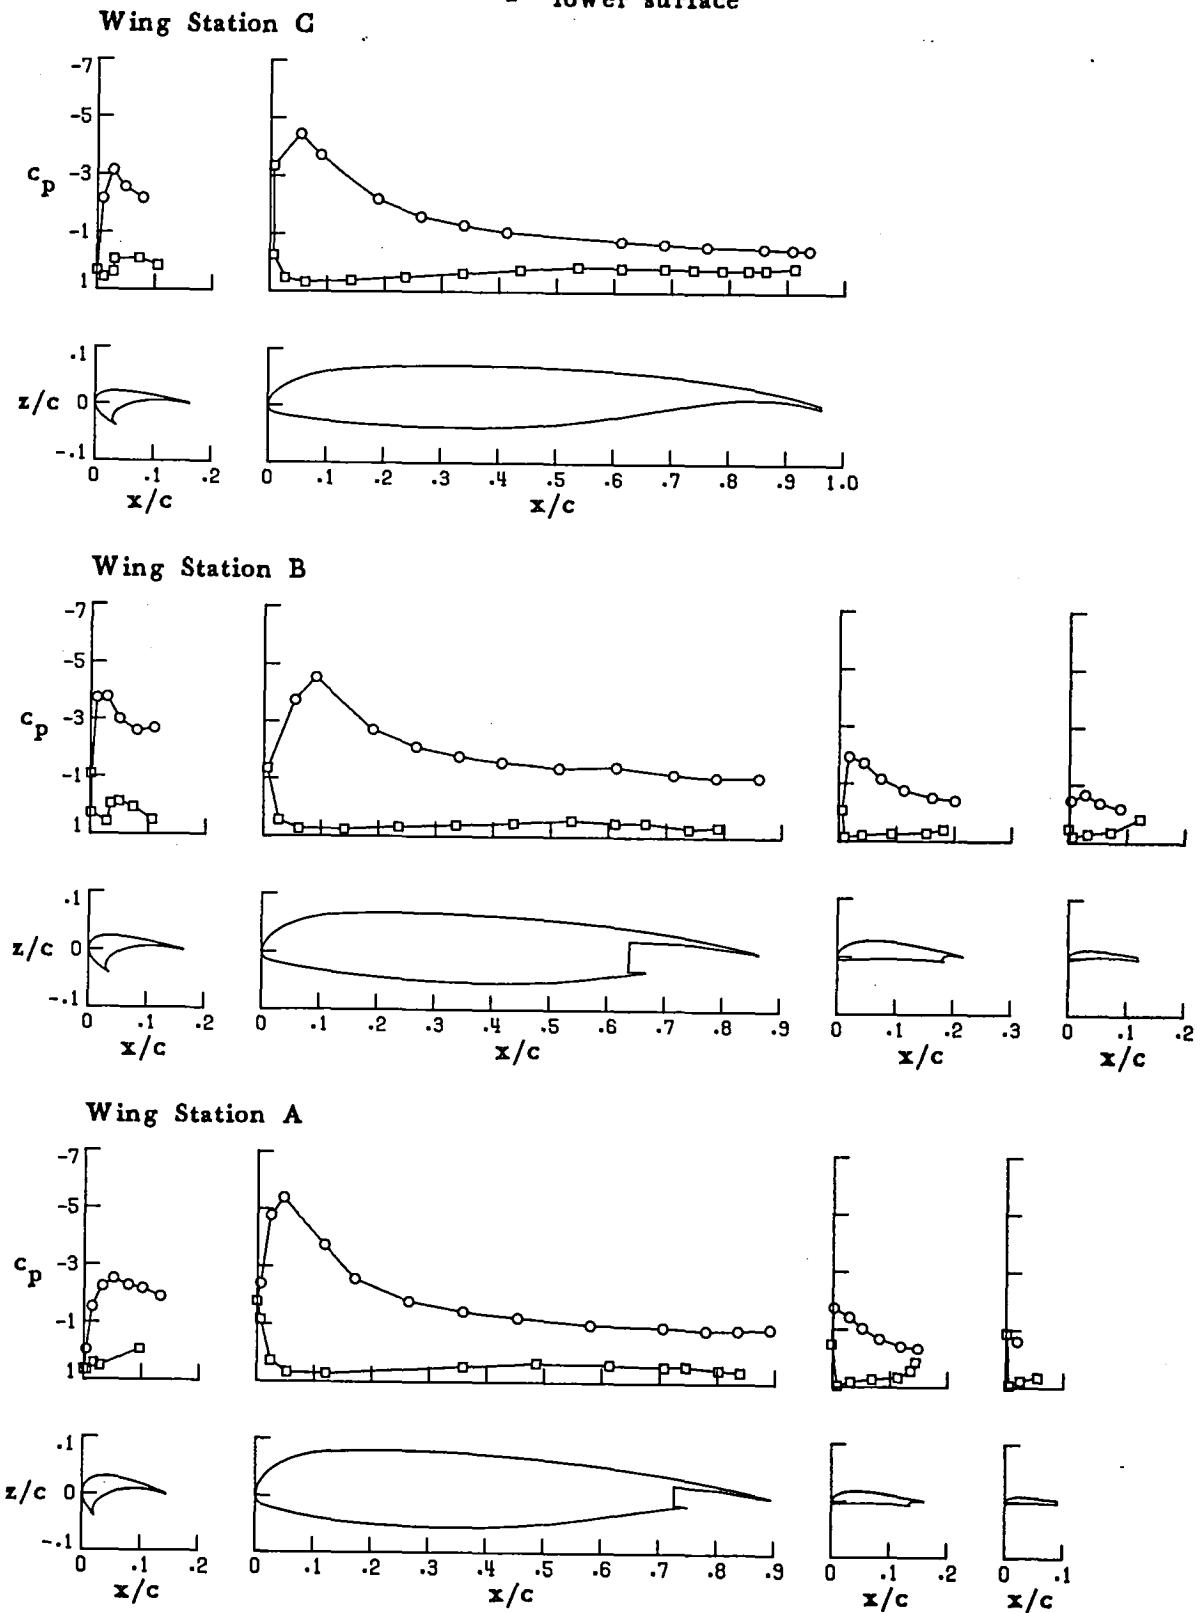 lower surface
Wing Station C
-7
-5
c_p -3
-1
1
.1
z/c 0
-.1
0 .1 .2 0 .1 .2 .3 .4 .5 .6 .7 .8 .9 1.0
x/c x/c
Wing Station B
-7
-5
c_p -3
-1
1
.1
z/c 0
-.1
0 .1 .2 0 .1 .2 .3 .4 .5 .6 .7 .8 .9 0 .1 .2 .3 0 .1 .2
x/c x/c x/c x/c
Wing Station A
-7
-5
c_p -3
-1
1
.1
z/c 0
-.1
0 .1 .2 0 .1 .2 .3 .4 .5 .6 .7 .8 .9 0 .1 .2 0 .1
x/c x/c x/c x/c